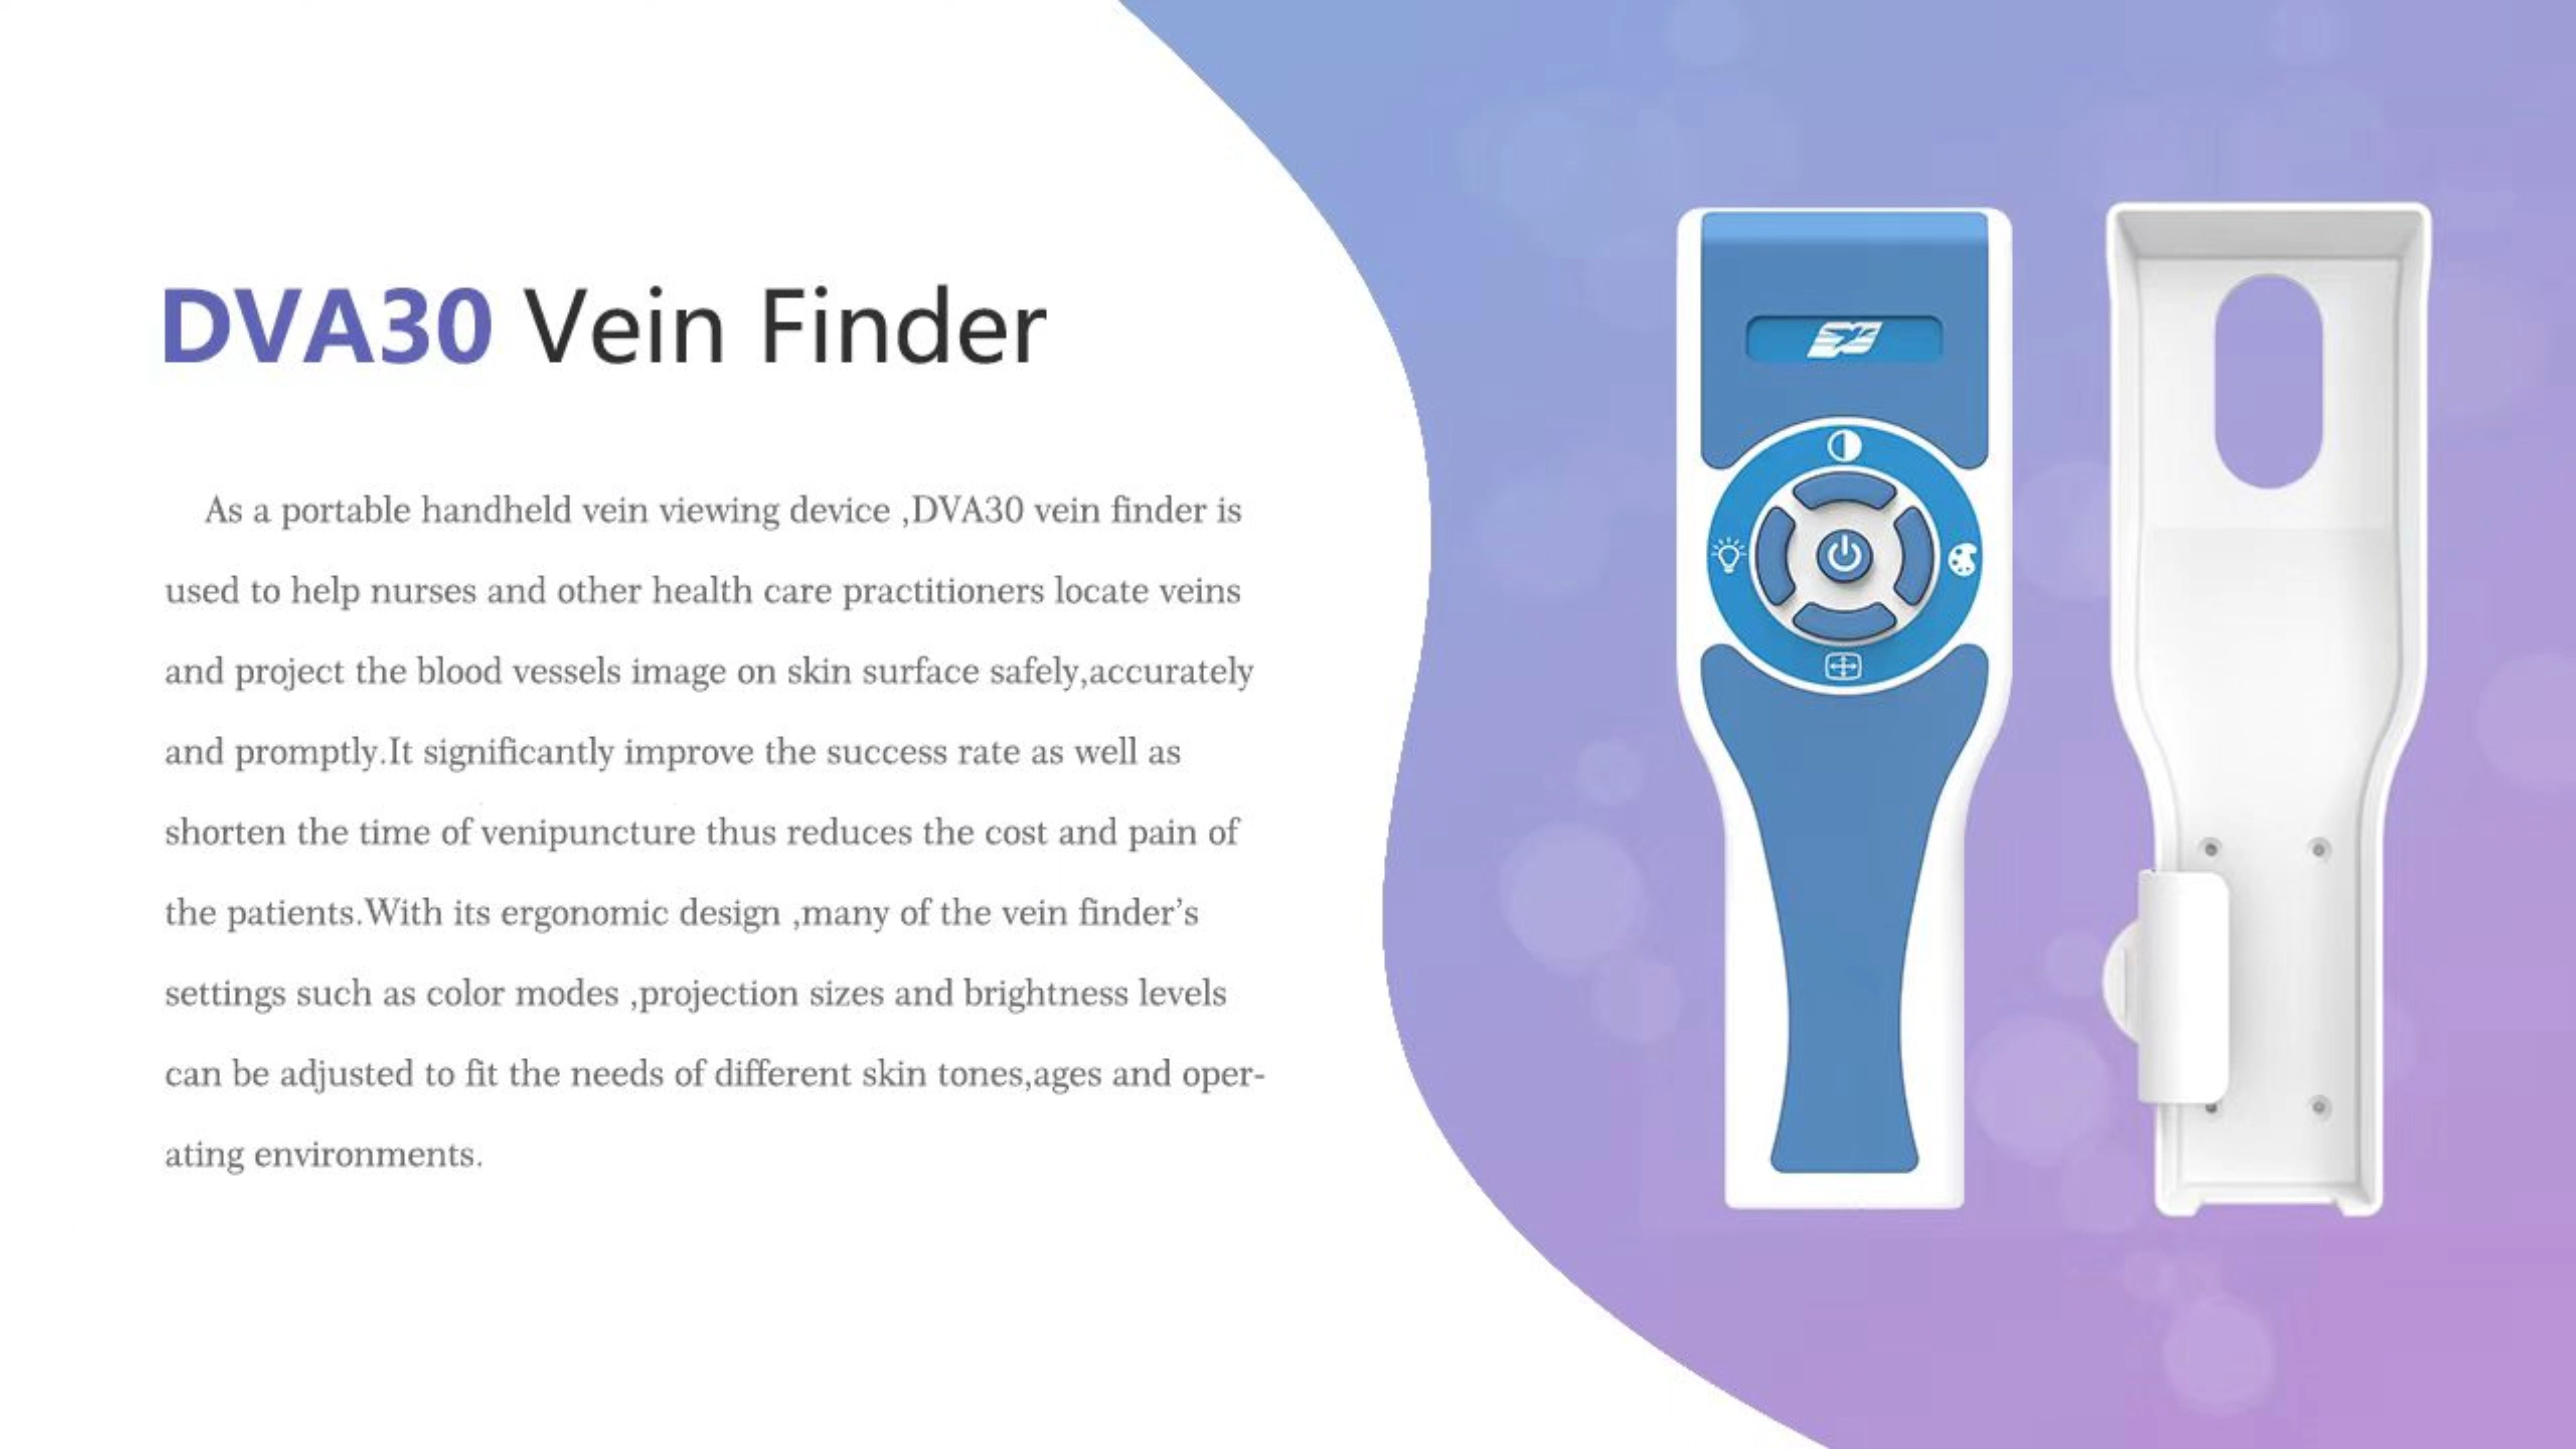 DVA30 Vein Finder
As a portable handheld vein viewing device ,DVA30 vein finder is
used to help nurses and other health care practitioners locate veins
and project the blood vessels image on skin surface safely,accurately
and promptly.It significantly improve the success rate as well as
shorten the time of venipuncture thus reduces the cost and pain of
the patients.With its ergonomic design ,many of the vein finder’s
settings such as color modes ,projection sizes and brightness levels
can be adjusted to fit the needs of different skin tones,ages and oper-
ating environments.